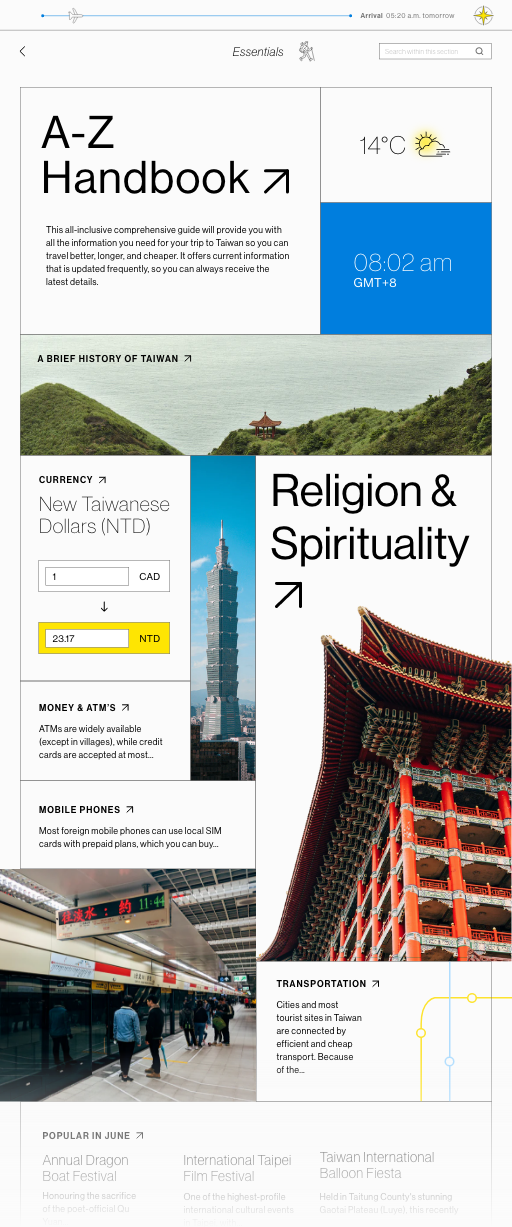 Arrival 05:20 a.m. tomorrow
Essentials
Search within this section
A-Z
Handbook
14°C
This all-inclusive comprehensive guide will provide you with
all the information you need for your trip to Taiwan so you can
travel better, longer, and cheaper. It offers current information
that is updated frequently, so you can always receive the
latest details.
08:02 am
GMT+8
A BRIEF HISTORY OF TAIWAN
CURRENCY
New Taiwanese
Dollars (NTD)
1 CAD
23.17 NTD
Religion &
Spirituality
MONEY & ATM'S
ATMs are widely available
(except in villages), while credit
cards are accepted at most...
MOBILE PHONES
Most foreign mobile phones can use local SIM
cards with prepaid plans, which you can buy...
往淡水: 約 11:44
TRANSPORTATION
Cities and most
tourist sites in Taiwan
are connected by
efficient and cheap
transport. Because
of the...
POPULAR IN JUNE
Annual Dragon
Boat Festival
Honouring the sacrifice
of the poet-official Qu
International Taipei
Film Festival
One of the highest-profile
international cultural events
Taiwan International
Balloon Fiesta
Held in Taitung County's stunning
Gaotai Plateau (Luye), this recently